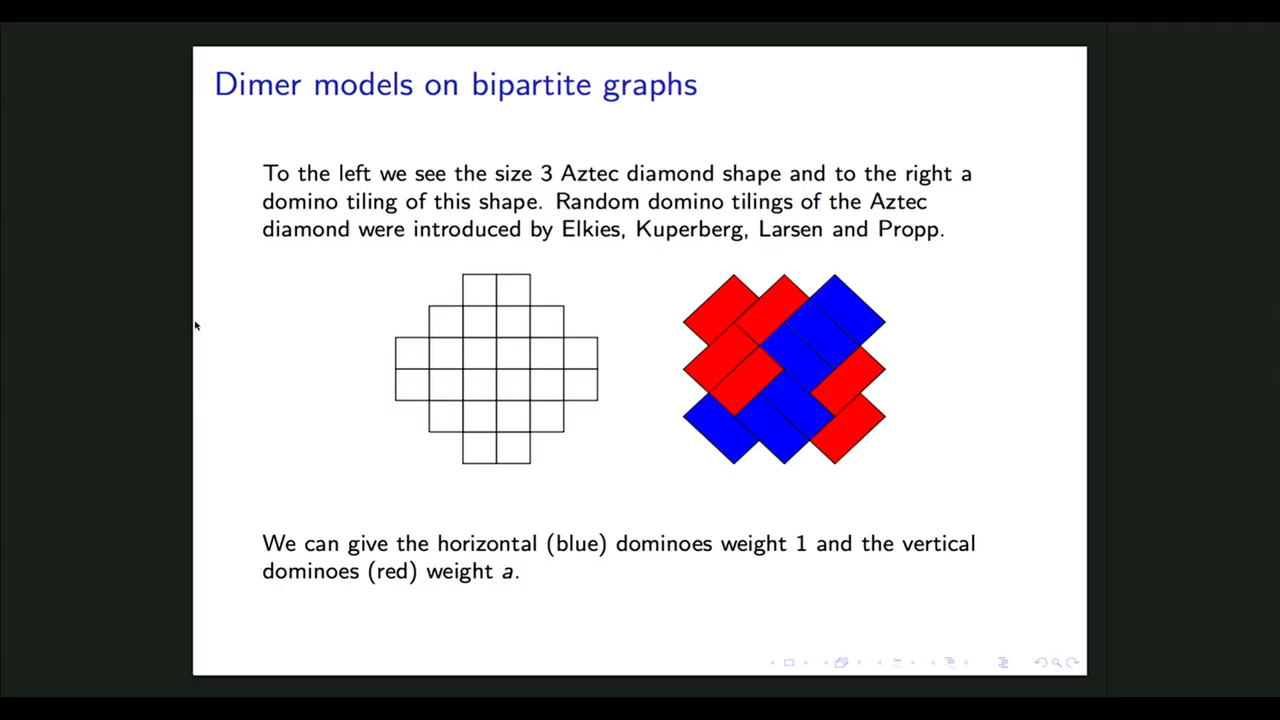 Dimer models on bipartite graphs
To the left we see the size 3 Aztec diamond shape and to the right a
domino tiling of this shape. Random domino tilings of the Aztec
diamond were introduced by Elkies, Kuperberg, Larsen and Propp.
We can give the horizontal (blue) dominoes weight 1 and the vertical
dominoes (red) weight a.